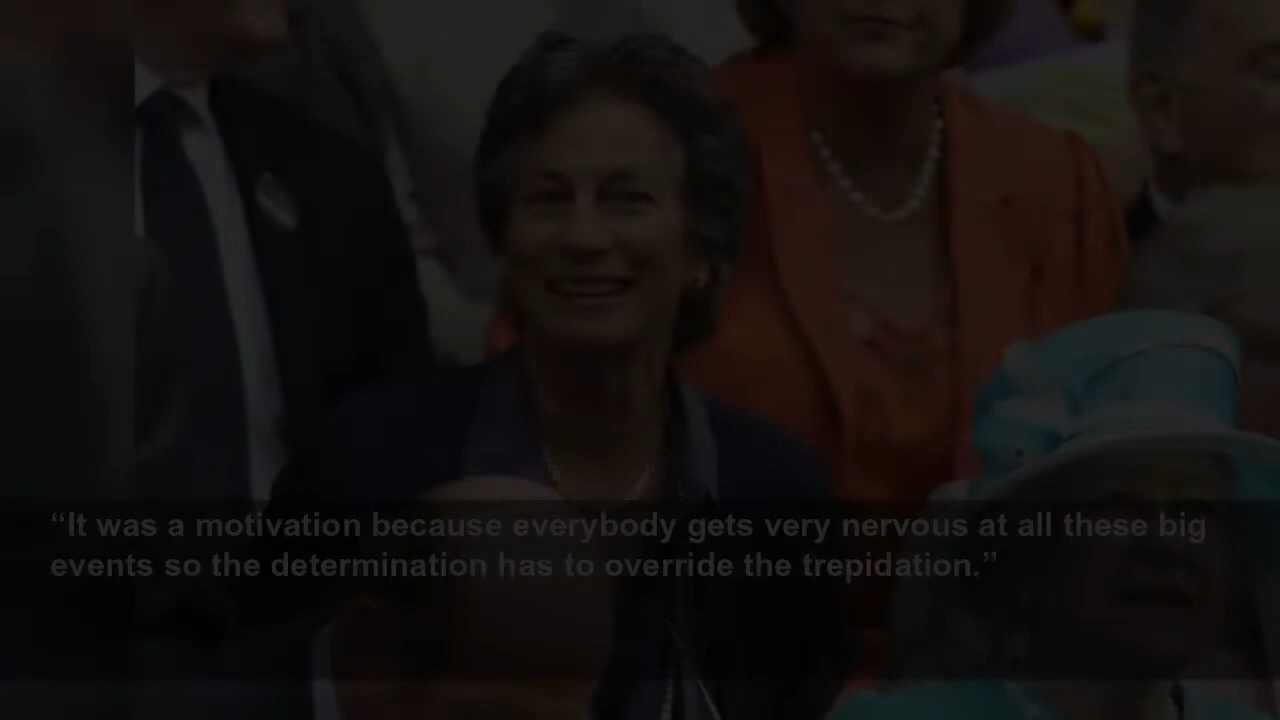 “It was a motivation because everybody gets very nervous at all these big
events so the determination has to override the trepidation.”